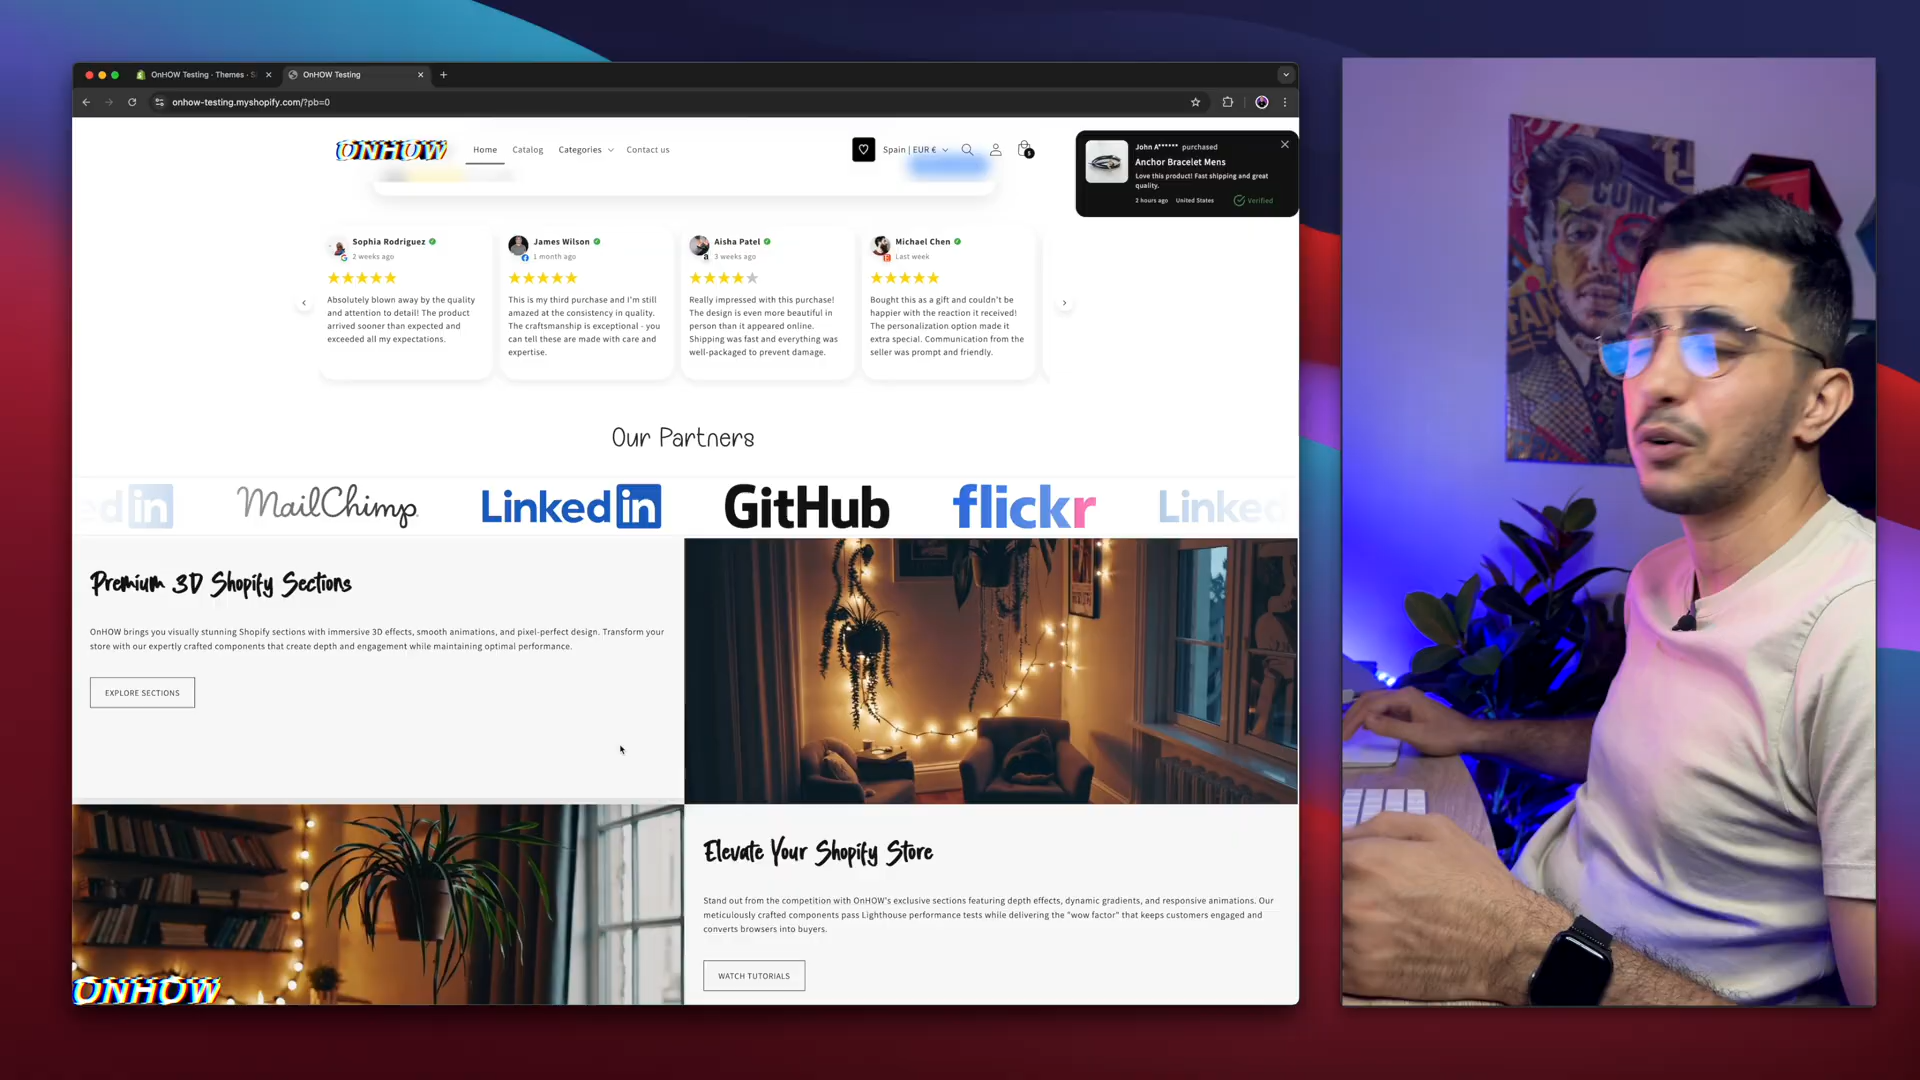 OnHOW Testing · Themes · S
OnHOW Testing
onhow-testing.myshopify.com/?pb=0
ONHOW
Home
Catalog
Categories
Contact us
Spain | EUR €
John A****** purchased
Anchor Bracelet Mens
Love this product! Fast shipping and great
quality.
2 hours ago
United States
Verified
Sophia Rodriguez
2 weeks ago
Absolutely blown away by the quality
and attention to detail! The product
arrived sooner than expected and
exceeded all my expectations.
James Wilson
1 month ago
This is my third purchase and I'm still
amazed at the consistency in quality.
The craftsmanship is exceptional - you
can tell these are made with care and
expertise.
Aisha Patel
3 weeks ago
Really impressed with this purchase!
The design is even more beautiful in
person than it appeared online.
Shipping was fast and everything was
well-packaged to prevent damage.
Michael Chen
Last week
Bought this as a gift and couldn't be
happier with the reaction it received!
The personalization option made it
extra special. Communication from the
seller was prompt and friendly.
Our Partners
ed in
MailChimp
Linked in
GitHub
flickr
Linke
Premium 3D Shopify Sections
OnHOW brings you visually stunning Shopify sections with immersive 3D effects, smooth animations, and pixel-perfect design. Transform your
store with our expertly crafted components that create depth and engagement while maintaining optimal performance.
EXPLORE SECTIONS
Elevate Your Shopify Store
Stand out from the competition with OnHOW's exclusive sections featuring depth effects, dynamic gradients, and responsive animations. Our
meticulously crafted components pass Lighthouse performance tests while delivering the "wow factor" that keeps customers engaged and
converts browsers into buyers.
WATCH TUTORIALS
ONHOW